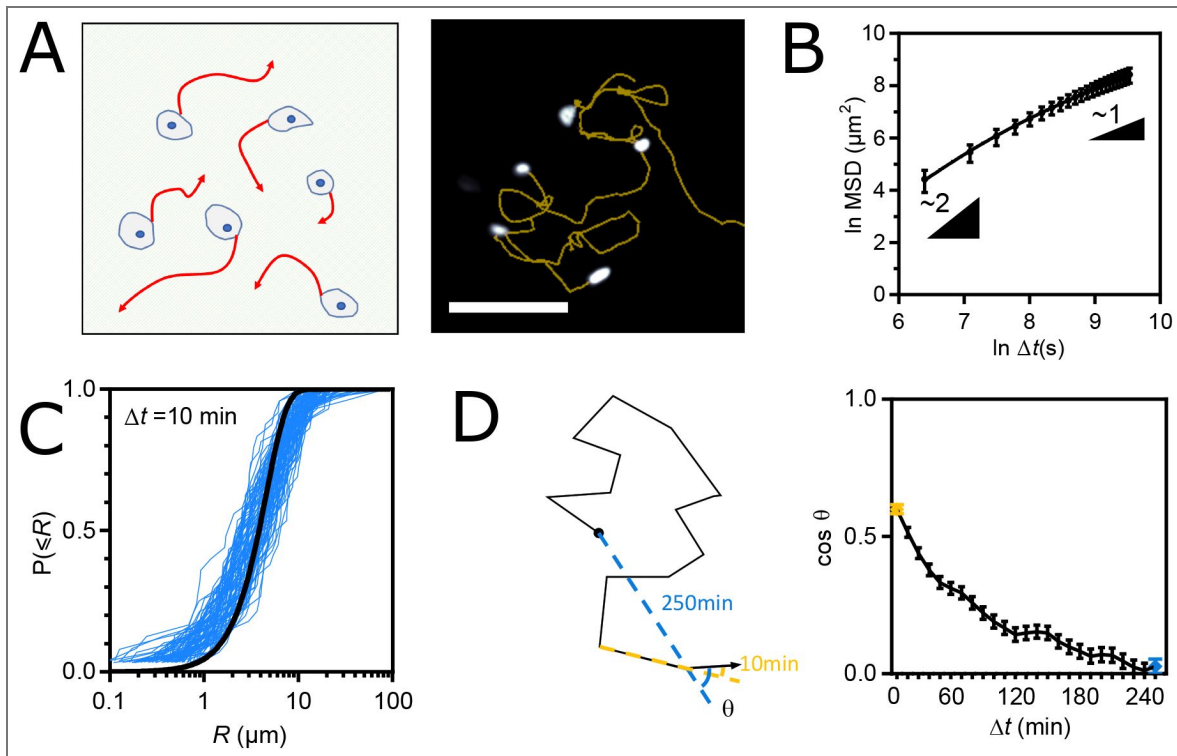 A
B
ln MSD (µm²)
10
8
6
4
2
0
~2
~1
6
7
8
9
10
ln Δt(s)
C
Δt =10 min
P(⩽R)
1.0
0.5
0.0
0.1
1
10
100
R (µm)
D
250min
10min
θ
cos θ
1.0
0.5
0.0
0
60
120
180
240
Δt (min)